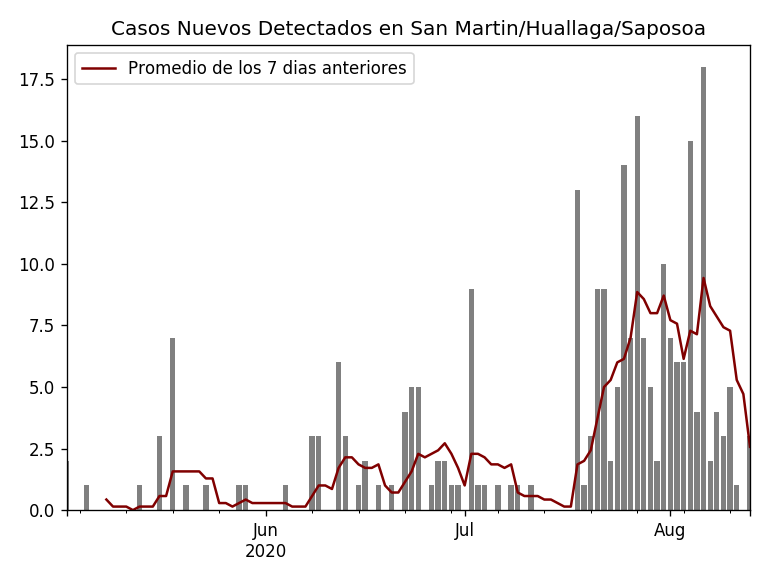 Casos Nuevos Detectados en San Martin/Huallaga/Saposoa
Promedio de los 7 dias anteriores
17.5
15.0
12.5
10.0
7.5
5.0
2.5
0.0
Jun
2020
Jul
Aug